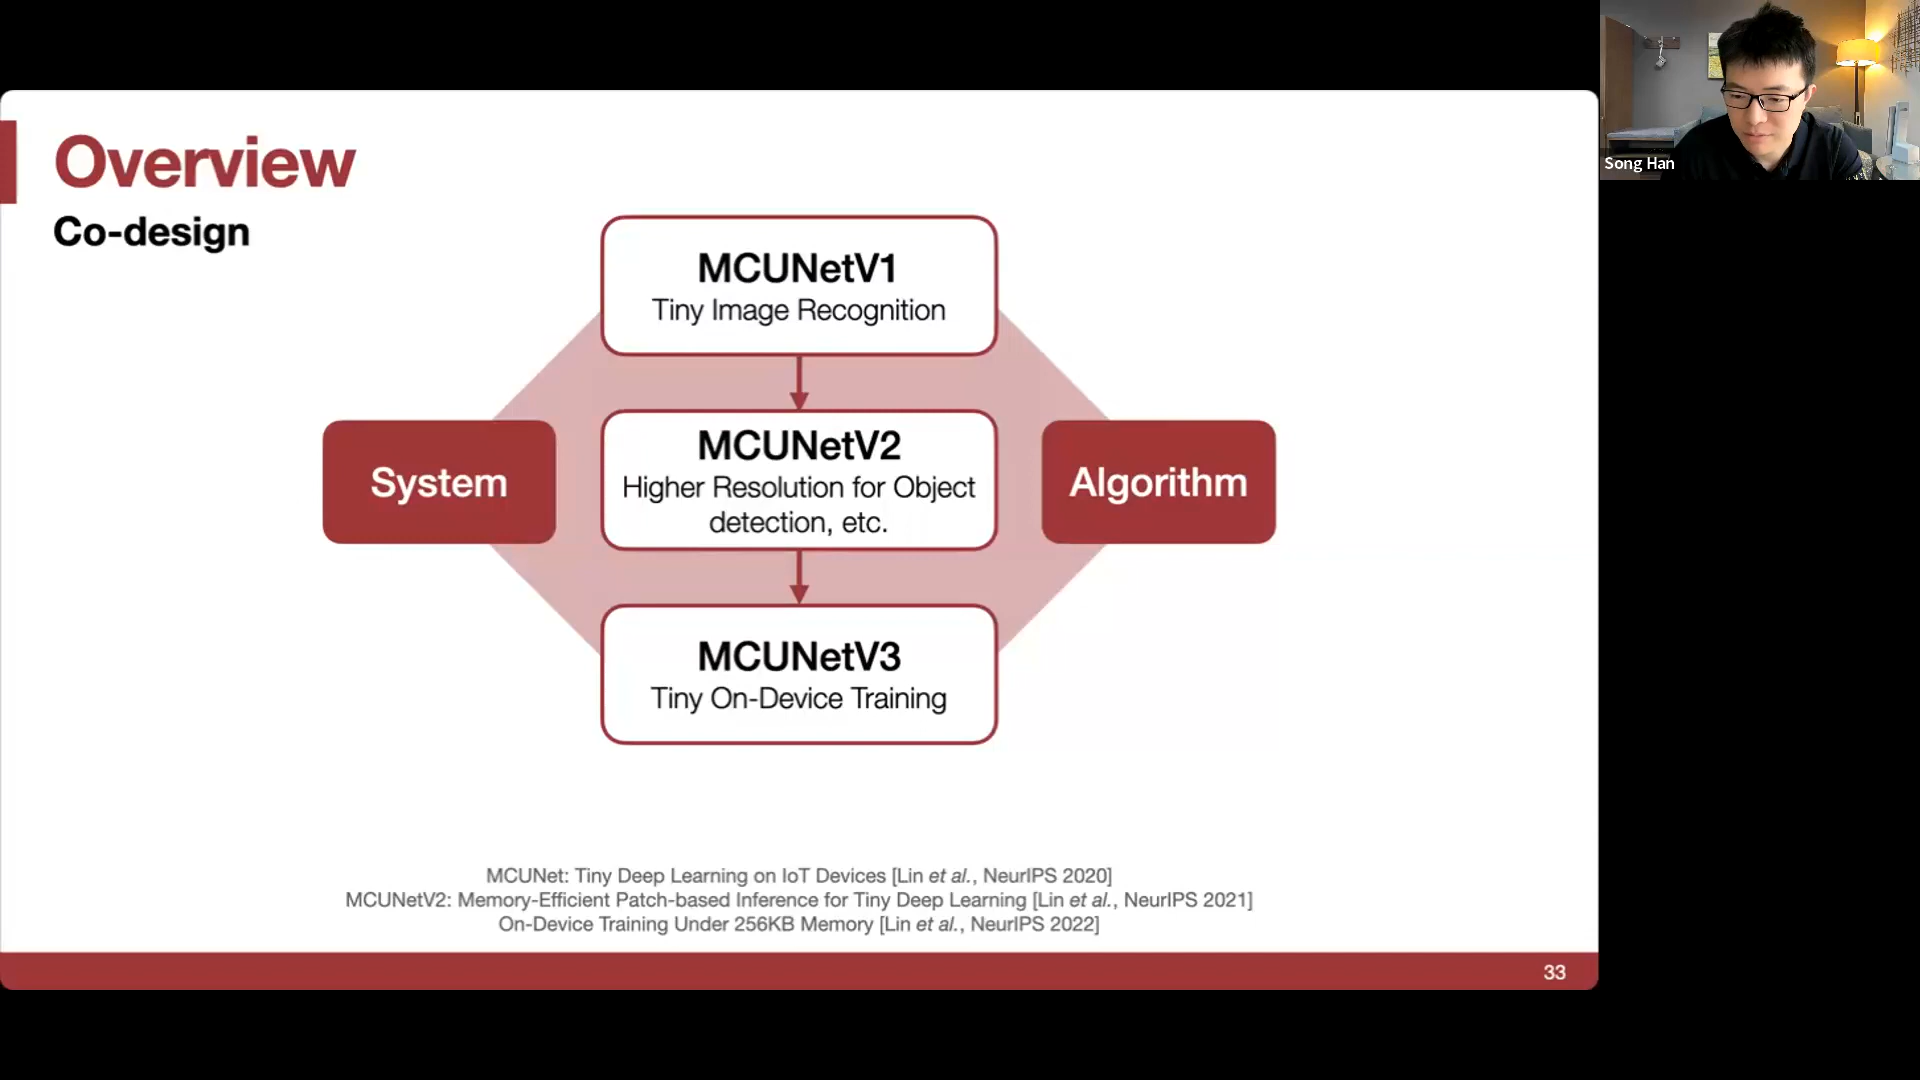 Overview
Co-design
MCUNetV1
Tiny Image Recognition
System
MCUNetV2
Higher Resolution for Object
detection, etc.
Algorithm
MCUNetV3
Tiny On-Device Training
MCUNet: Tiny Deep Learning on IoT Devices [Lin et al., NeurIPS 2020]
MCUNetV2: Memory-Efficient Patch-based Inference for Tiny Deep Learning [Lin et al., NeurIPS 2021]
On-Device Training Under 256KB Memory [Lin et al., NeurIPS 2022]
33
Song Han